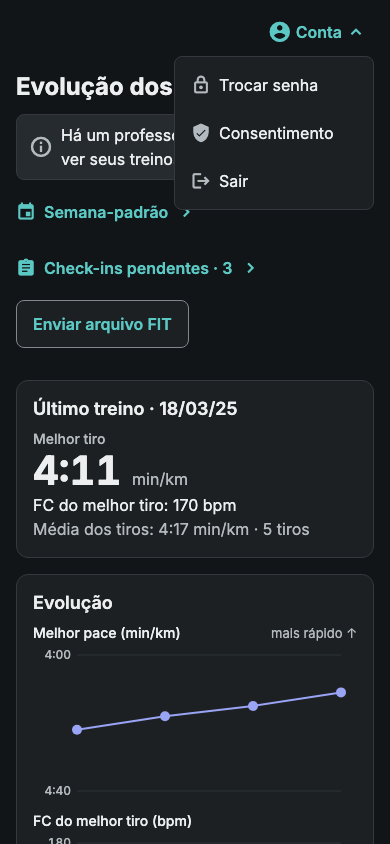 Conta
Trocar senha
Consentimento
Sair
Evolução dos
Há um
ver seus
Semana-padrão
Check-ins pendentes · 3
Enviar arquivo FIT
Último treino · 18/03/25
Melhor tiro
4:11 min/km
FC do melhor tiro: 170 bpm
Média dos tiros: 4:17 min/km · 5 tiros
Evolução
Melhor pace (min/km) mais rápido ↑
4:00
4:40
FC do melhor tiro (bpm)
180